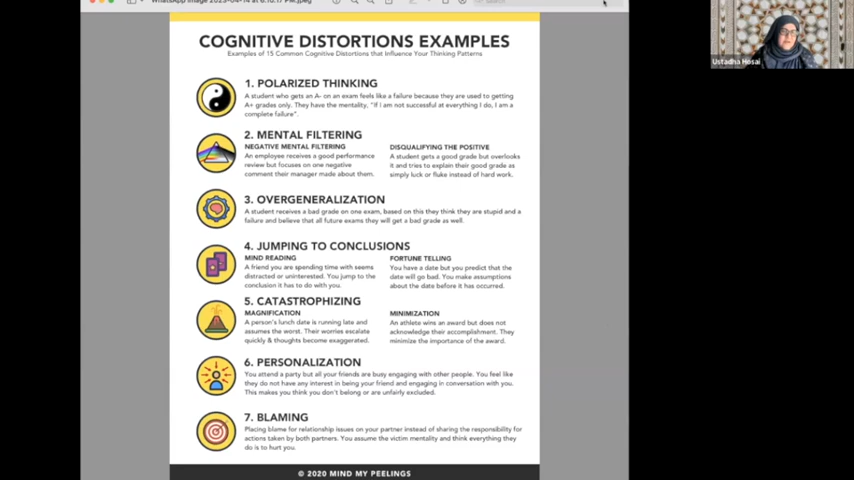 WhatsApp Image 2023-04-14 at 6.10.17 PM.jpeg
Search
Ustadha Hosai
COGNITIVE DISTORTIONS EXAMPLES
Examples of 15 Common Cognitive Distortions that Influence Your Thinking Patterns
1. POLARIZED THINKING
A student who gets an A- on an exam feels like a failure because they are used to getting
A+ grades only. They have the mentality, "If I am not successful at everything I do, I am a
complete failure".
2. MENTAL FILTERING
NEGATIVE MENTAL FILTERING
An employee receives a good performance
review but focuses on one negative
comment their manager made about them.
DISQUALIFYING THE POSITIVE
A student gets a good grade but overlooks
it and tries to explain their good grade as
simply luck or fluke instead of hard work.
3. OVERGENERALIZATION
A student receives a bad grade on one exam, based on this they think they are stupid and a
failure and believe that all future exams they will get a bad grade as well.
4. JUMPING TO CONCLUSIONS
MIND READING
A friend you are spending time with seems
distracted or uninterested. You jump to the
conclusion it has to do with you.
FORTUNE TELLING
You have a date but you predict that the
date will go bad. You make assumptions
about the date before it has occurred.
5. CATASTROPHIZING
MAGNIFICATION
A person's lunch date is running late and
assumes the worst. Their worries escalate
quickly & thoughts become exaggerated.
MINIMIZATION
An athlete wins an award but does not
acknowledge their accomplishment. They
minimize the importance of the award.
6. PERSONALIZATION
You attend a party but all your friends are busy engaging with other people. You feel like
they do not have any interest in being your friend and engaging in conversation with you.
This makes you think you don't belong or are unfairly excluded.
7. BLAMING
Placing blame for relationship issues on your partner instead of sharing the responsibility for
actions taken by both partners. You assume the victim mentality and think everything they
do is to hurt you.
© 2020 MIND MY PEELINGS